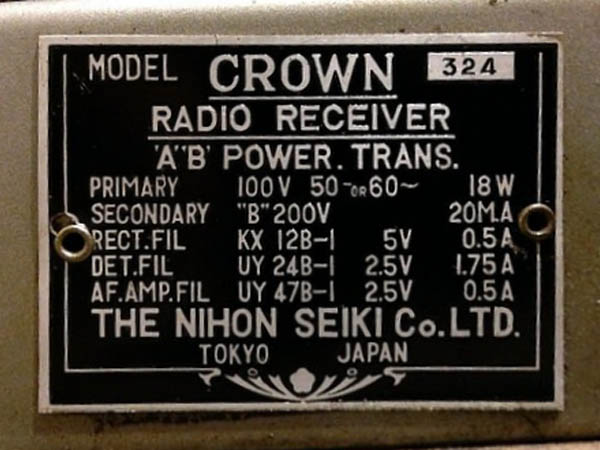 MODEL CROWN 324
RADIO RECEIVER
'A''B' POWER. TRANS.
PRIMARY 100V 50~OR60~ 18W
SECONDARY "B"200V 20M.A
RECT.FIL KX 12B-1 5V 0.5A
DET.FIL UY 24B-1 2.5V 1.75A
AF.AMP.FIL UY 47B-1 2.5V 0.5A
THE NIHON SEIKI Co.LTD.
TOKYO JAPAN